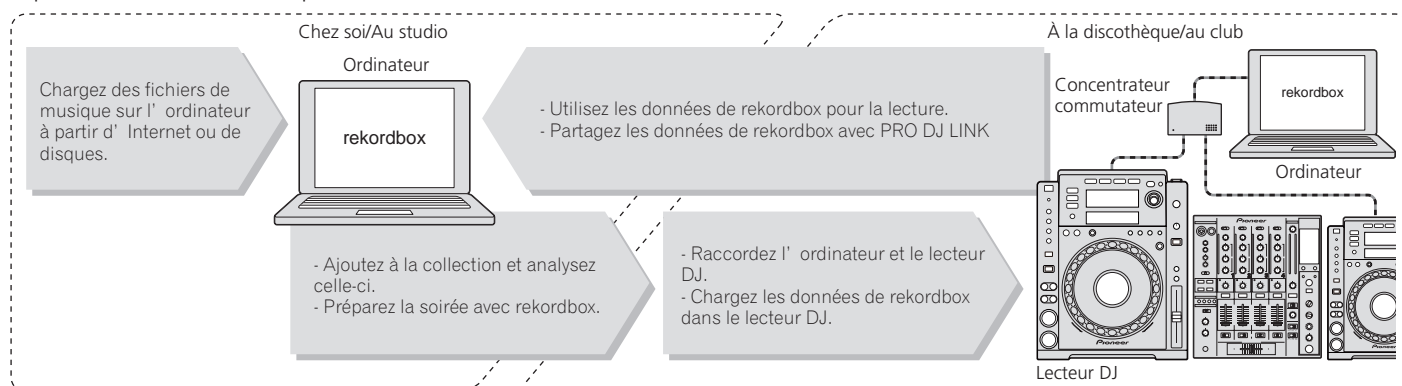 Chez soi/Au studio
Ordinateur
rekordbox
Chargez des fichiers de
musique sur l’ordinateur
à partir d’Internet ou de
disques.
- Utilisez les données de rekordbox pour la lecture.
- Partagez les données de rekordbox avec PRO DJ LINK
- Ajoutez à la collection et analysez
celle-ci.
- Préparez la soirée avec rekordbox.
- Raccordez l’ordinateur et le lecteur
DJ.
- Chargez les données de rekordbox
dans le lecteur DJ.
À la discothèque/au club
Concentrateur
commutateur
rekordbox
Ordinateur
Pioneer
Pioneer
Pioneer
Lecteur DJ